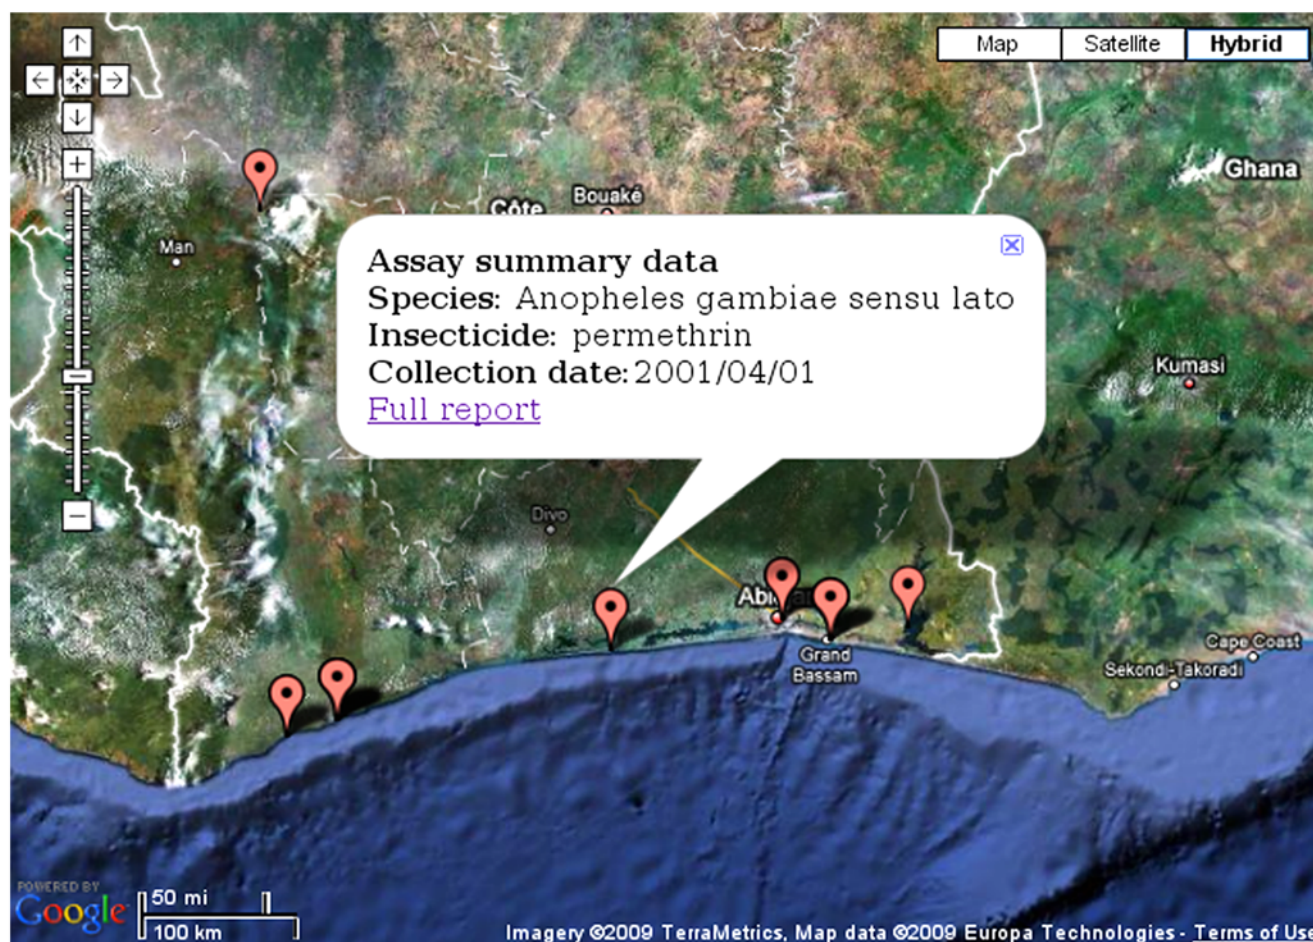 Map Satellite Hybrid
Ghana
Bouaké
Côte
Man
Assay summary data
Species: Anopheles gambiae sensu lato
Insecticide: permethrin
Collection date: 2001/04/01
Full report
Kumasi
Divo
Grand
Bassam
Cape Coast
Sekondi-Takoradi
POWERED BY
Google
50 mi
100 km
Imagery ©2009 TerraMetrics, Map data ©2009 Europa Technologies - Terms of Us